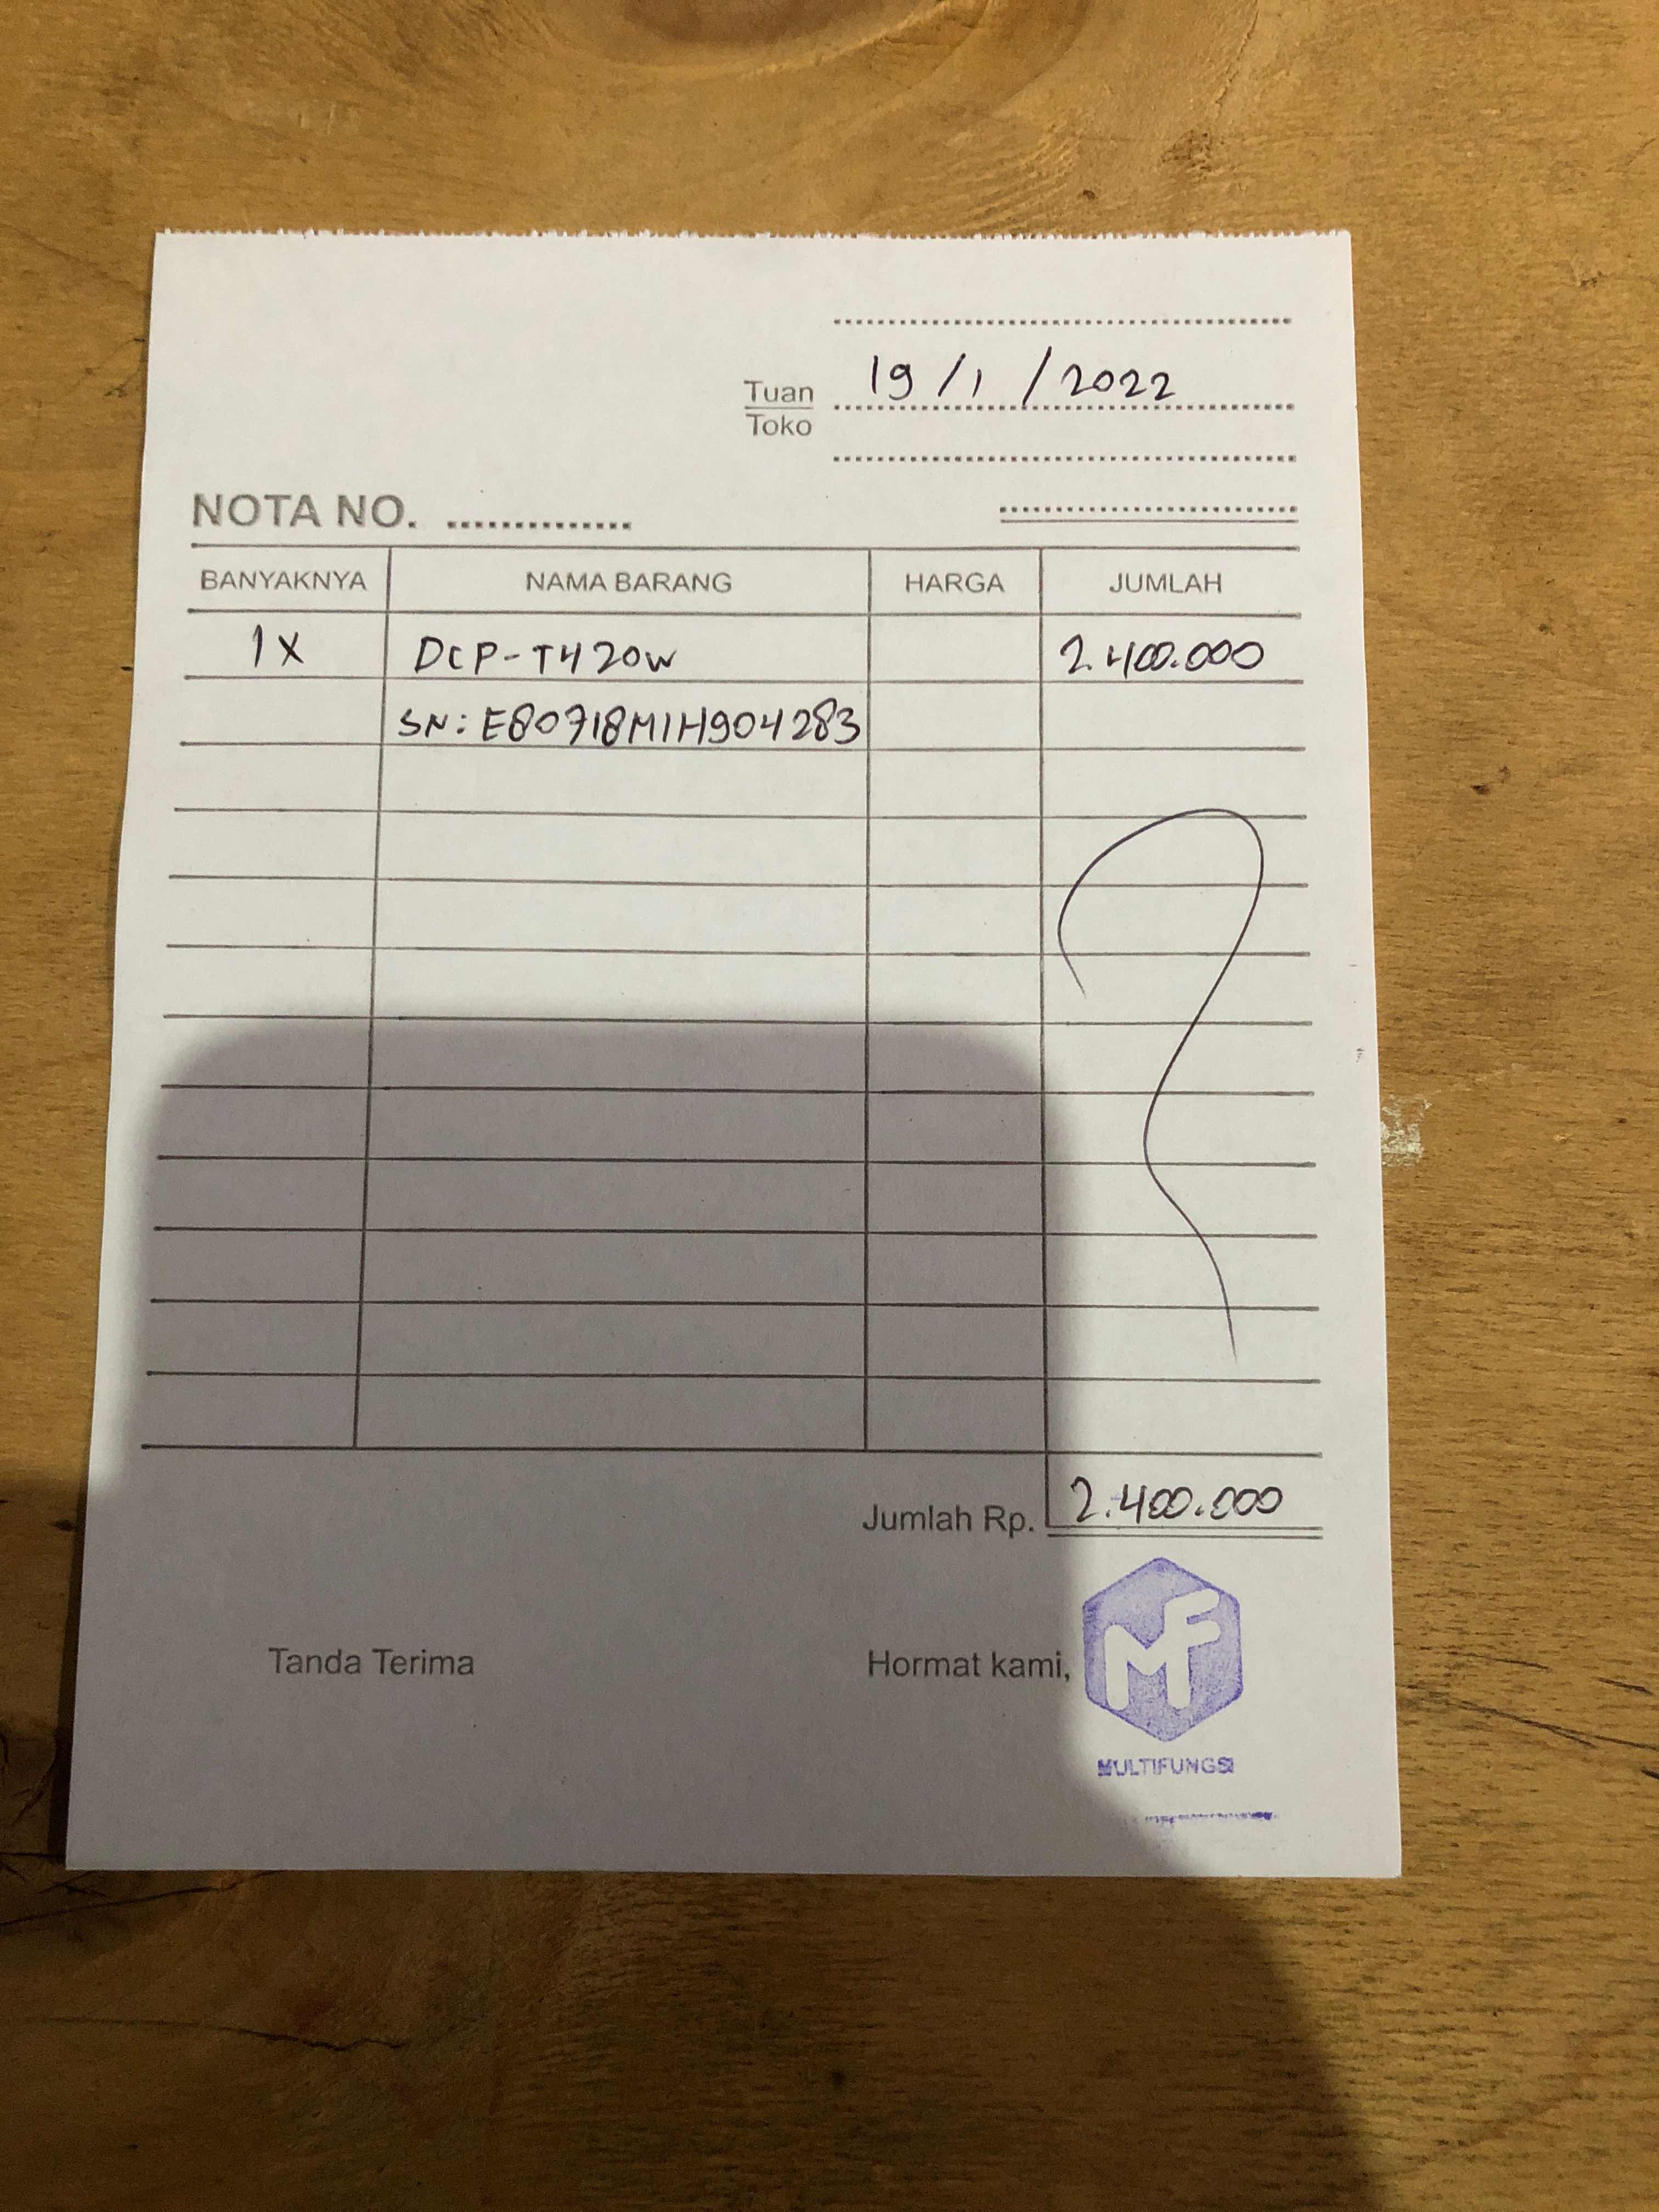 19/1/2022
Tuan
Toko
NOTA NO. ..............
BANYAKNYA NAMA BARANG HARGA JUMLAH
1X DCP-T420W 2.400.000
SN: E80718M1H904283
Jumlah Rp. 2.400.000
Tanda Terima Hormat kami,
MF
MULTIFUNGSI